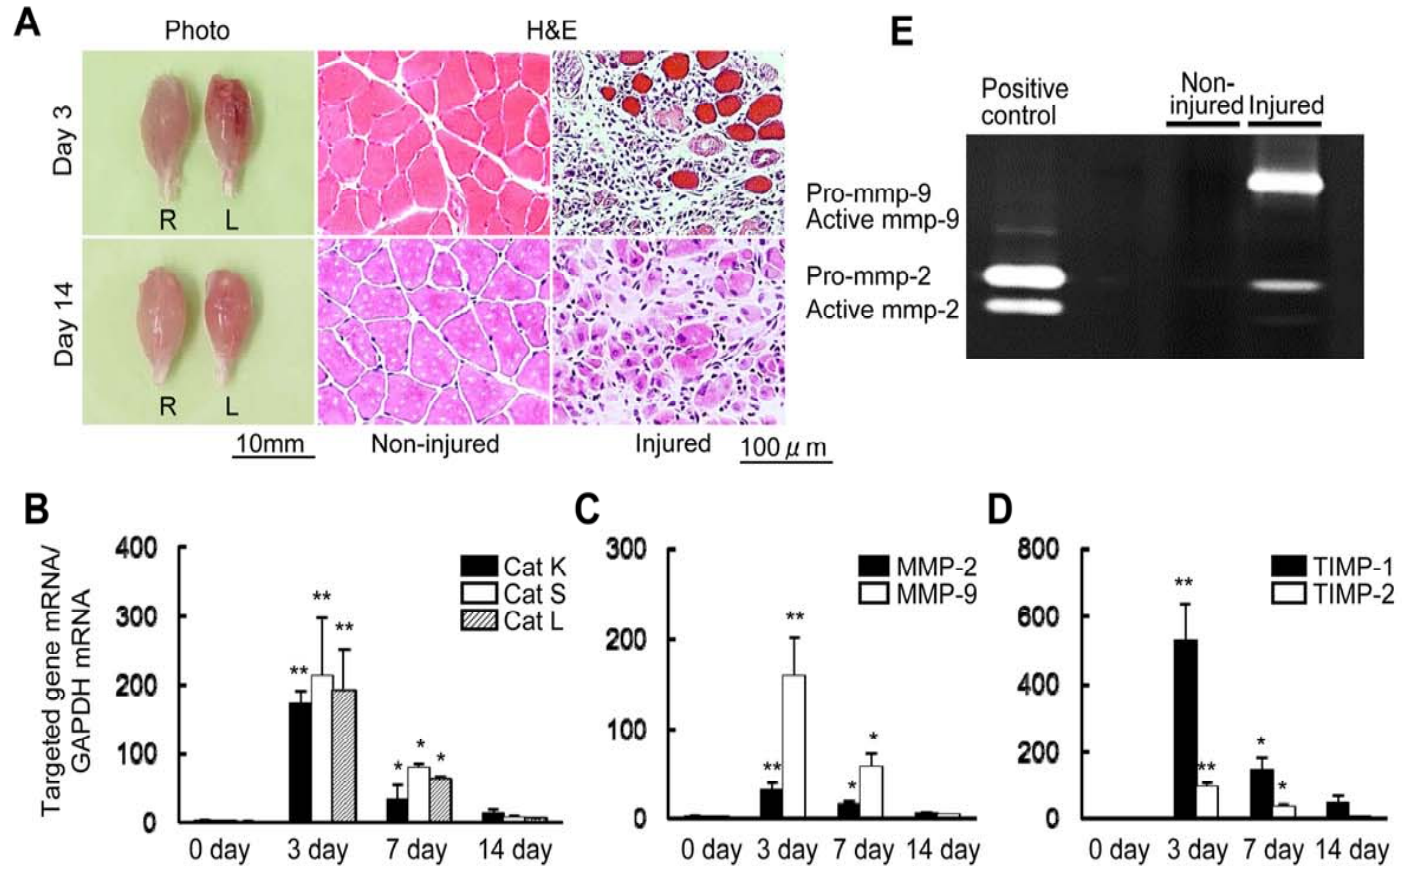 A
Photo
H&E
Day 3
R L
Day 14
R L
10mm
Non-injured
Injured
100 μ m
E
Positive
control
Non-
injured
Injured
Pro-mmp-9
Active mmp-9
Pro-mmp-2
Active mmp-2
B
Targeted gene mRNA/
GAPDH mRNA
400
300
200
100
0
Cat K
Cat S
Cat L
** ** **
* * *
0 day 3 day 7 day 14 day
C
300
200
100
0
MMP-2
MMP-9
** **
* *
0 day 3 day 7 day 14 day
D
800
600
400
200
0
TIMP-1
TIMP-2
** **
* *
0 day 3 day 7 day 14 day